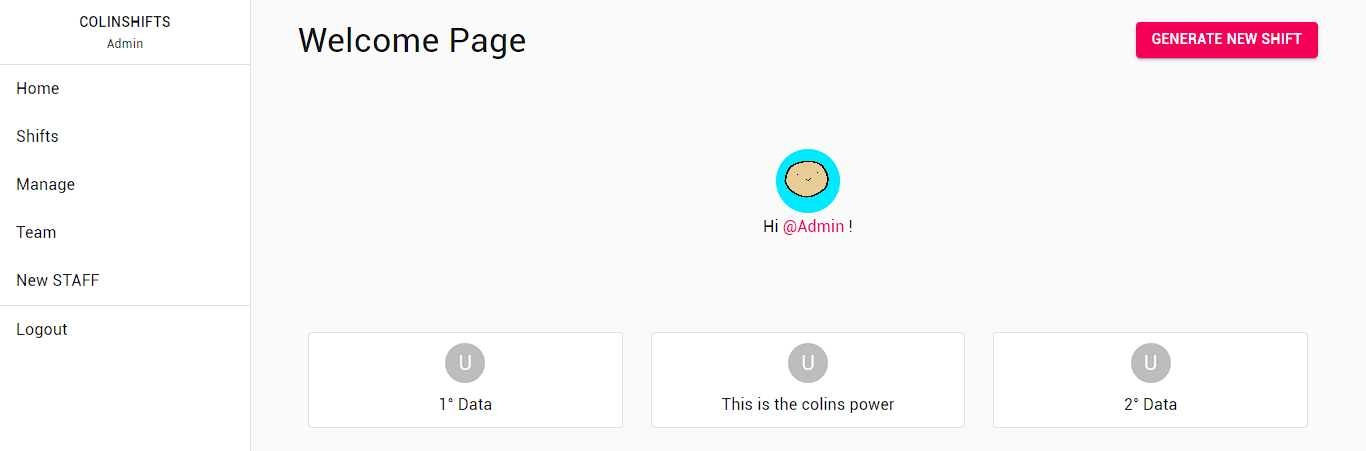 COLINSHIFTS
Admin
Home
Shifts
Manage
Team
New STAFF
Logout
Welcome Page
GENERATE NEW SHIFT
Hi @Admin !
U
1° Data
U
This is the colins power
U
2° Data